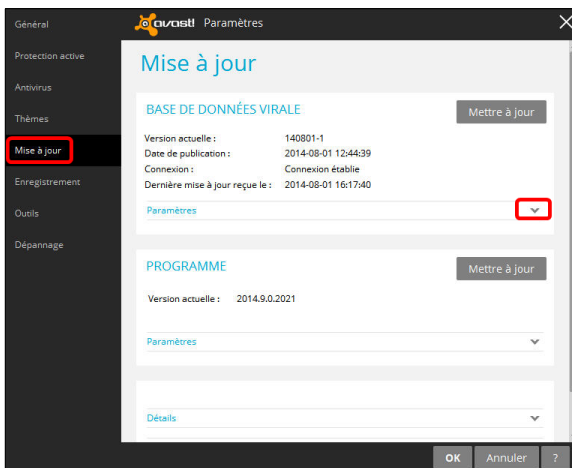 avast! Paramètres
Général
Protection active
Antivirus
Thèmes
Mise à jour
Enregistrement
Outils
Dépannage
Mise à jour
BASE DE DONNÉES VIRALE
Mettre à jour
Version actuelle : 140801-1
Date de publication : 2014-08-01 12:44:39
Connexion : Connexion établie
Dernière mise à jour reçue le : 2014-08-01 16:17:40
Paramètres
PROGRAMME
Mettre à jour
Version actuelle : 2014.9.0.2021
Paramètres
Détails
OK Annuler ?